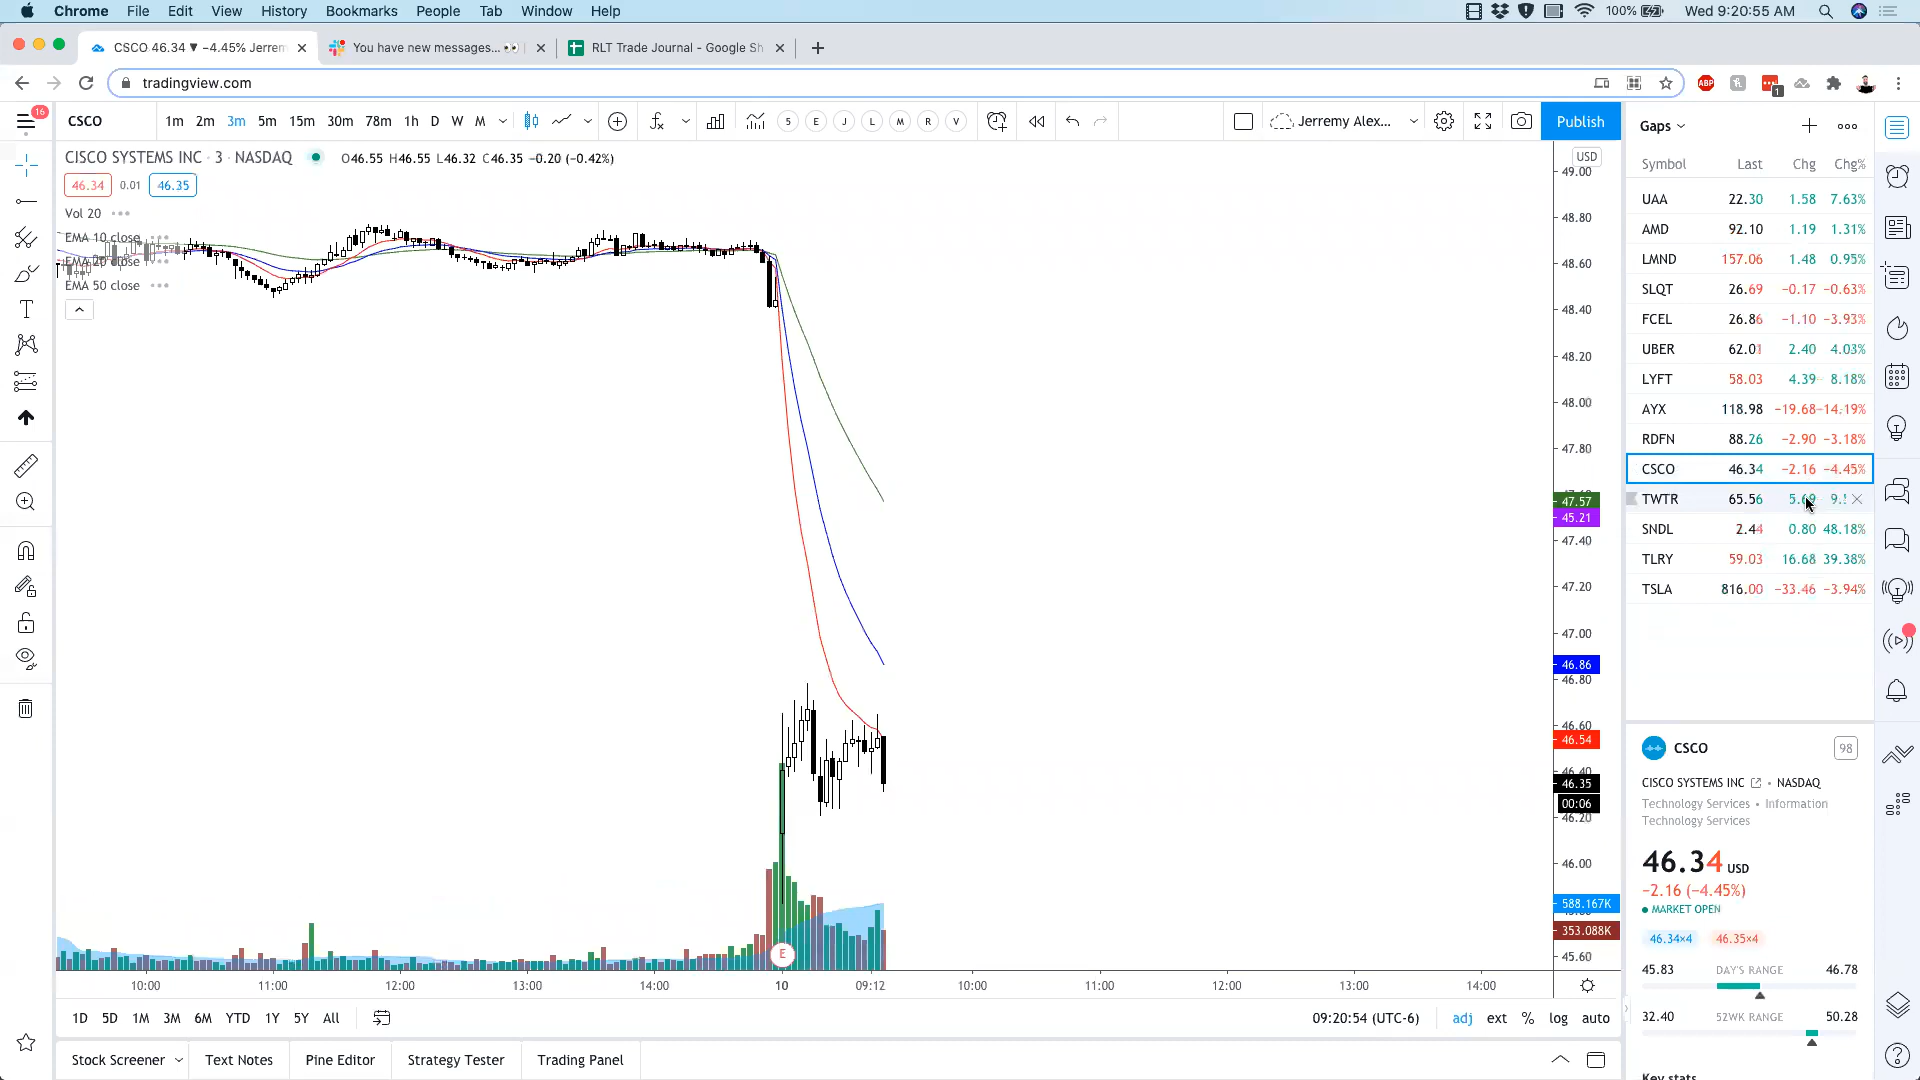 Chrome File Edit View History Bookmarks People Tab Window Help 100% Wed 9:20:55 AM
CSCO 46.34 ▼ −4.45% Jerrem You have new messages... 👀 RLT Trade Journal - Google Sh
tradingview.com ABP 1
16 CSCO 1m 2m 3m 5m 15m 30m 78m 1h D W M S E J L M R V Jerremy Alex... Publish
CISCO SYSTEMS INC · 3 · NASDAQ O46.55 H46.55 L46.32 C46.35 −0.20 (−0.42%)
46.34 0.01 46.35
Vol 20
EMA 10 close
EMA 20 close
EMA 50 close
USD
49.00
48.80
48.60
48.40
48.20
48.00
47.80
47.57
45.21
47.40
47.20
47.00
46.86
46.80
46.60
46.54
46.40
46.35
00:06
46.20
46.00
588.167K
353.088K
45.60
E
10:00 11:00 12:00 13:00 14:00 10 09:12 10:00 11:00 12:00 13:00 14:00
1D 5D 1M 3M 6M YTD 1Y 5Y All 09:20:54 (UTC-6) adj ext % log auto
Stock Screener Text Notes Pine Editor Strategy Tester Trading Panel
Gaps
Symbol Last Chg Chg%
UAA 22.30 1.58 7.63%
AMD 92.10 1.19 1.31%
LMND 157.06 1.48 0.95%
SLQT 26.69 −0.17 −0.63%
FCEL 26.86 −1.10 −3.93%
UBER 62.01 2.40 4.03%
LYFT 58.03 4.39 8.18%
AYX 118.98 −19.68 −14.19%
RDFN 88.26 −2.90 −3.18%
CSCO 46.34 −2.16 −4.45%
TWTR 65.56 5.69
SNDL 2.44 0.80 48.18%
TLRY 59.03 16.68 39.38%
TSLA 816.00 −33.46 −3.94%
CSCO 98
CISCO SYSTEMS INC • NASDAQ
Technology Services • Information
Technology Services
46.34 USD
−2.16 (−4.45%)
MARKET OPEN
46.34×4 46.35×4
45.83 DAY'S RANGE 46.78
32.40 52WK RANGE 50.28
Key stats